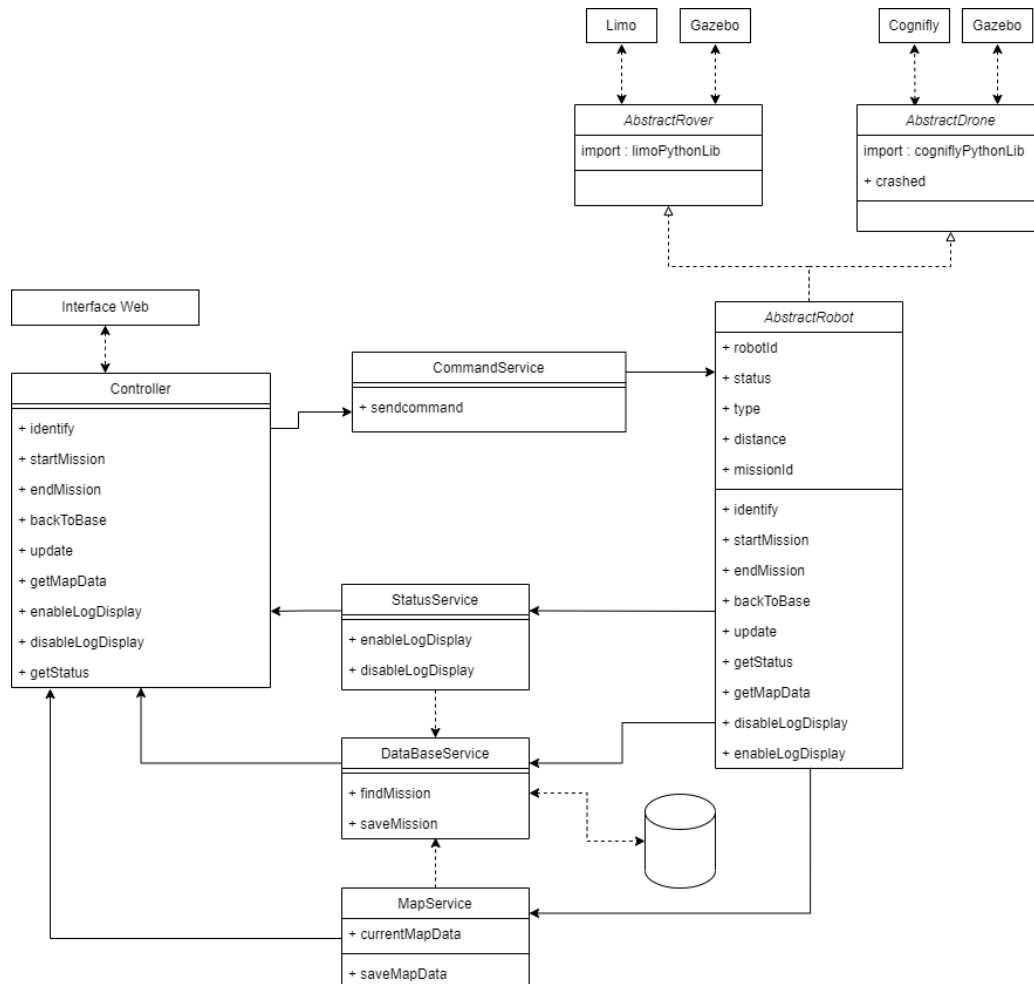 Limo
Gazebo
Cognifly
Gazebo
AbstractRover
import : limoPythonLib
AbstractDrone
import : cogniflyPythonLib
+ crashed
Interface Web
Controller
+ identify
+ startMission
+ endMission
+ backToBase
+ update
+ getMapData
+ enableLogDisplay
+ disableLogDisplay
+ getStatus
CommandService
+ sendcommand
AbstractRobot
+ robotId
+ status
+ type
+ distance
+ missionId
+ identify
+ startMission
+ endMission
+ backToBase
+ update
+ getStatus
+ getMapData
+ disableLogDisplay
+ enableLogDisplay
StatusService
+ enableLogDisplay
+ disableLogDisplay
DataBaseService
+ findMission
+ saveMission
MapService
+ currentMapData
+ saveMapData